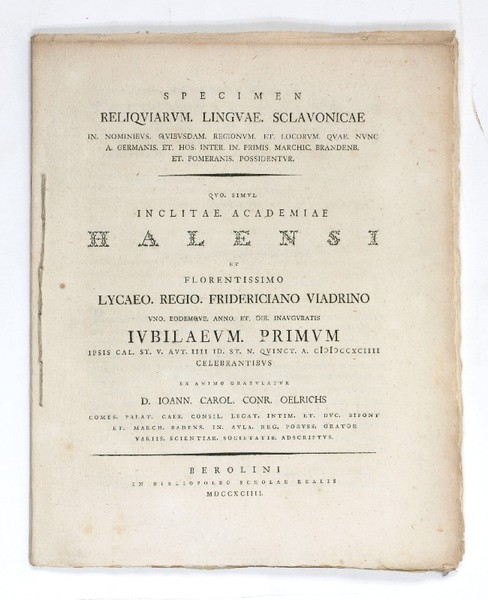 SPECIMEN
RELIQVIARVM. LINGVAE. SCLAVONICAE
IN. NOMINIBVS. QVIBVSDAM. REGIONVM. ET. LOCORVM. QVAE. NVNC
A. GERMANIS. ET. HOS. INTER. IN. PRIMIS. MARCHIC. BRANDENB.
ET. POMERANIS. POSSIDENTVR.
QVO. SIMVL
INCLITAE. ACADEMIAE
HALENSI
ET
FLORENTISSIMO
LYCAEO. REGIO. FRIDERICIANO VIADRINO
VNO. EODEMQVE. ANNO. ET. DIE. INAVGVRATIS
IVBILAEVM. PRIMVM
IPSIS CAL. ST. V. AVT. IIII ID. ST. N. QVINCT. A. CIƆIƆCCXCIIII
CELEBRANTIBVS
EX ANIMO GRATVLATVR
D. IOANN. CAROL. CONR. OELRICHS
COMES. PALAT. CAES. CONSIL. LEGAT. INTIM. ET. DVC. BIPONT
ET. MARCH. BADENS. IN. AVLA. REG. PORVSS. ORATOR
VARIIS. SCIENTIAR. SOCIETATIB. ADSCRIPTVS.
BEROLINI
IN BIBLIOPOLEO SCHOLAE REALIS
MDCCXCIIII.